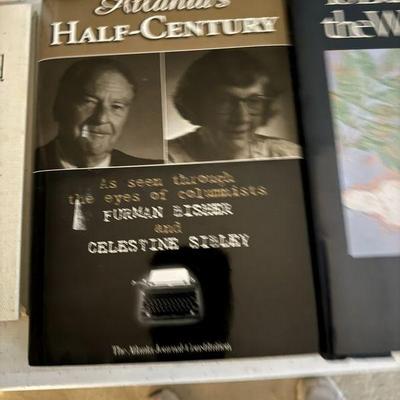 Atlanta's
HALF-CENTURY
As seen through
the eyes of columnists
FURMAN BISHER
and
CELESTINE SIBLEY
The Atlanta Journal-Constitution
the W